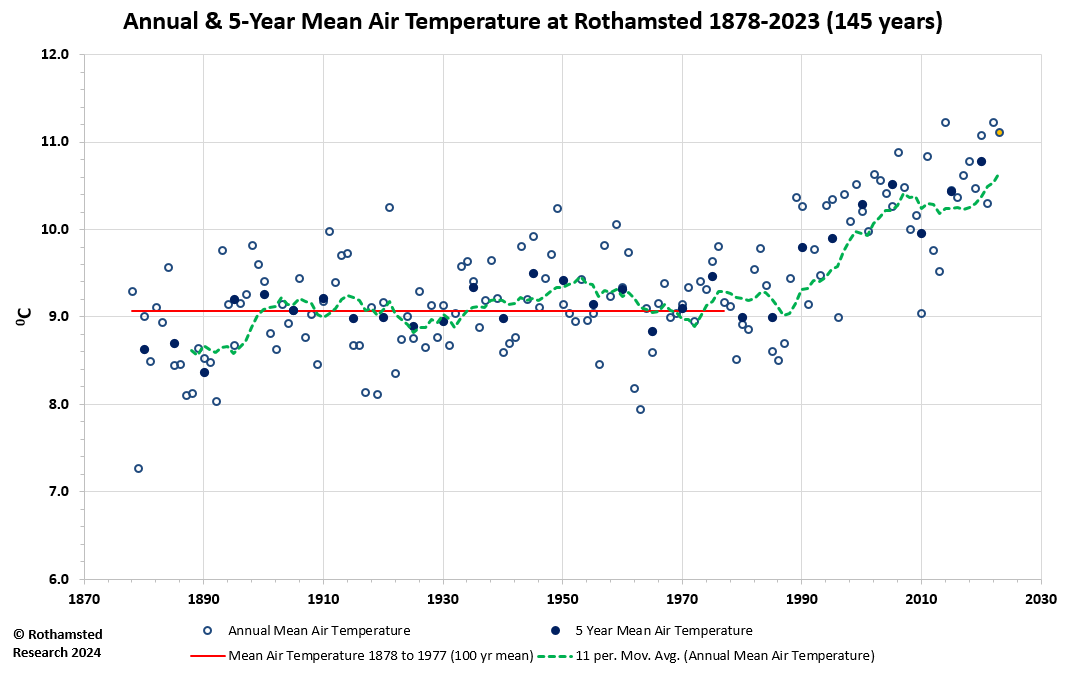 Annual & 5-Year Mean Air Temperature at Rothamsted 1878-2023 (145 years)
12.0
11.0
10.0
9.0
8.0
7.0
6.0
⁰C
1870 1890 1910 1930 1950 1970 1990 2010 2030
© Rothamsted
Research 2024
Annual Mean Air Temperature
5 Year Mean Air Temperature
Mean Air Temperature 1878 to 1977 (100 yr mean)
11 per. Mov. Avg. (Annual Mean Air Temperature)